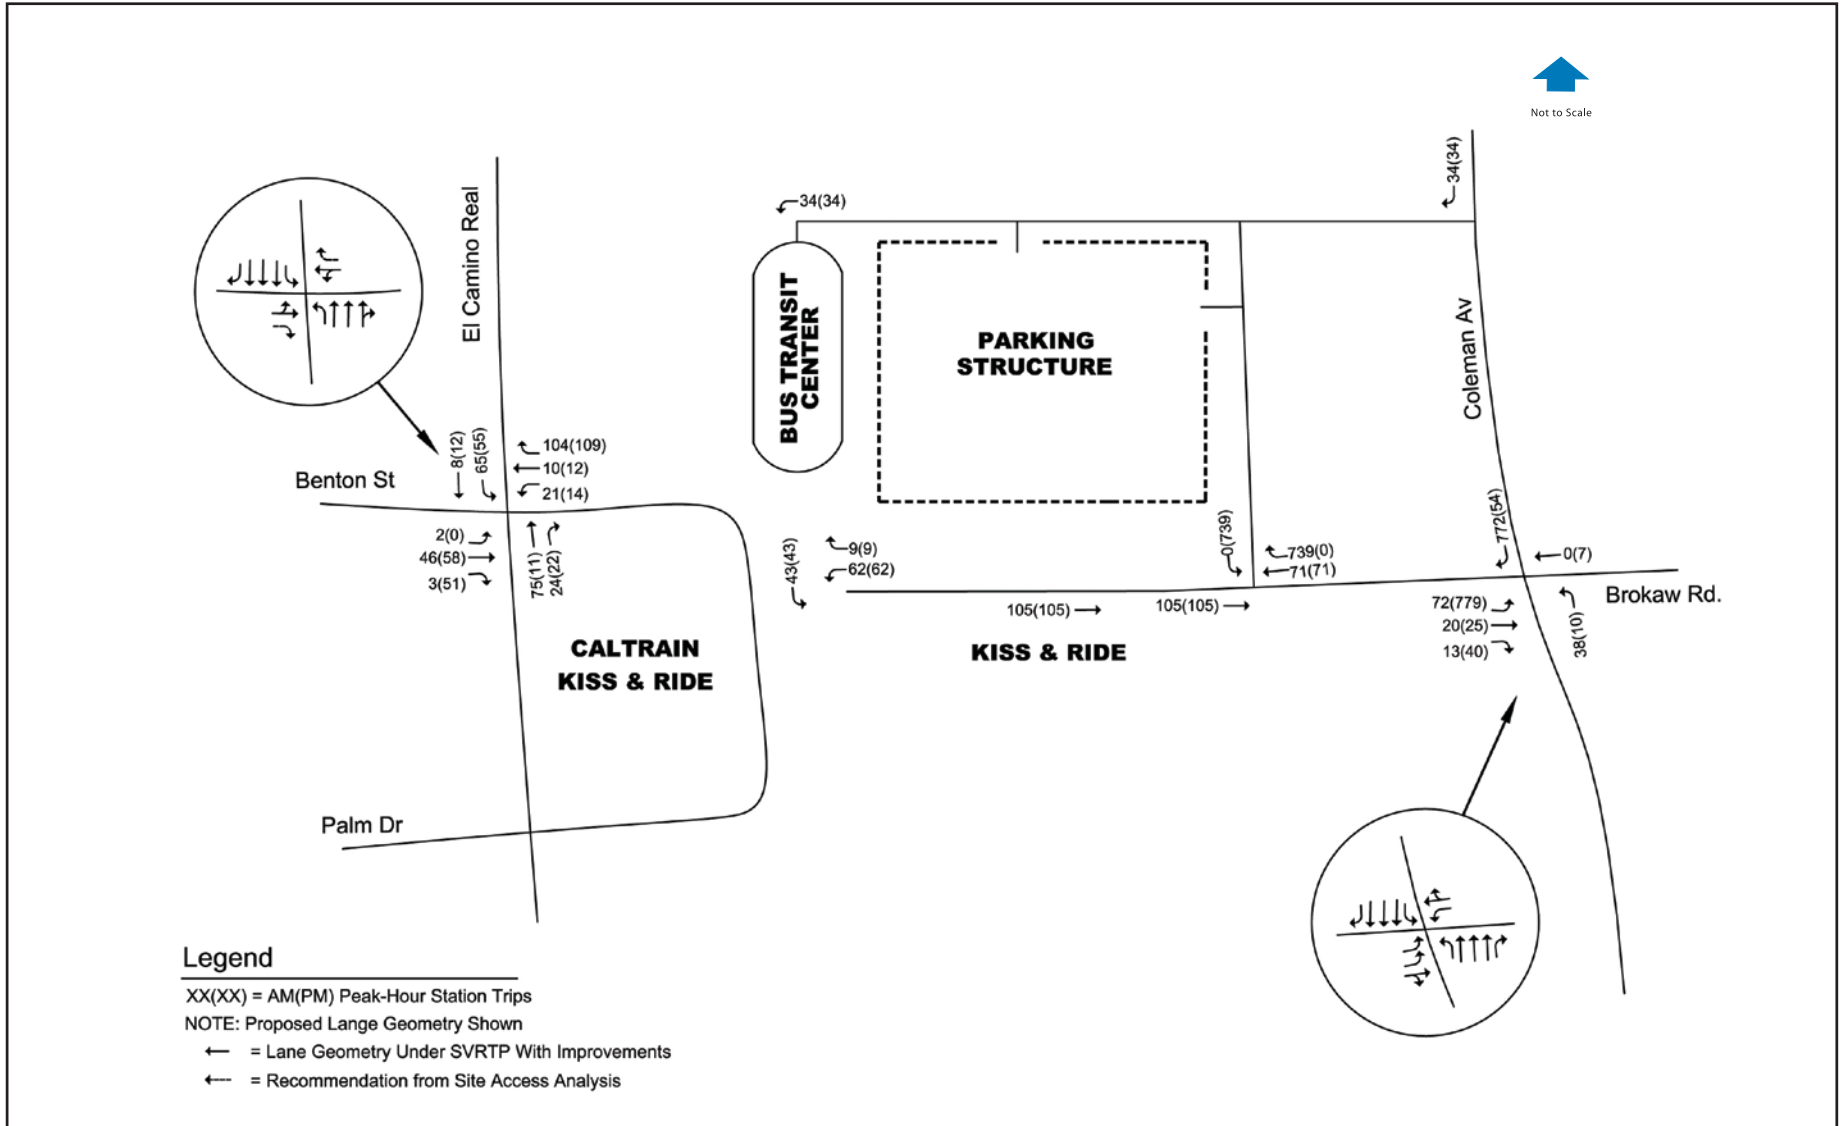 Not to Scale
34(34)
El Camino Real
34(34)
BUS TRANSIT
CENTER
PARKING
STRUCTURE
Coleman Av
8(12)
65(55)
104(109)
10(12)
21(14)
Benton St
2(0)
46(58)
3(51)
75(11)
24(22)
43(43)
9(9)
62(62)
0(739)
739(0)
71(71)
772(54)
0(7)
105(105)
105(105)
72(779)
20(25)
13(40)
38(10)
Brokaw Rd.
CALTRAIN
KISS & RIDE
KISS & RIDE
Palm Dr
Legend
XX(XX) = AM(PM) Peak-Hour Station Trips
NOTE: Proposed Lange Geometry Shown
= Lane Geometry Under SVRTP With Improvements
= Recommendation from Site Access Analysis